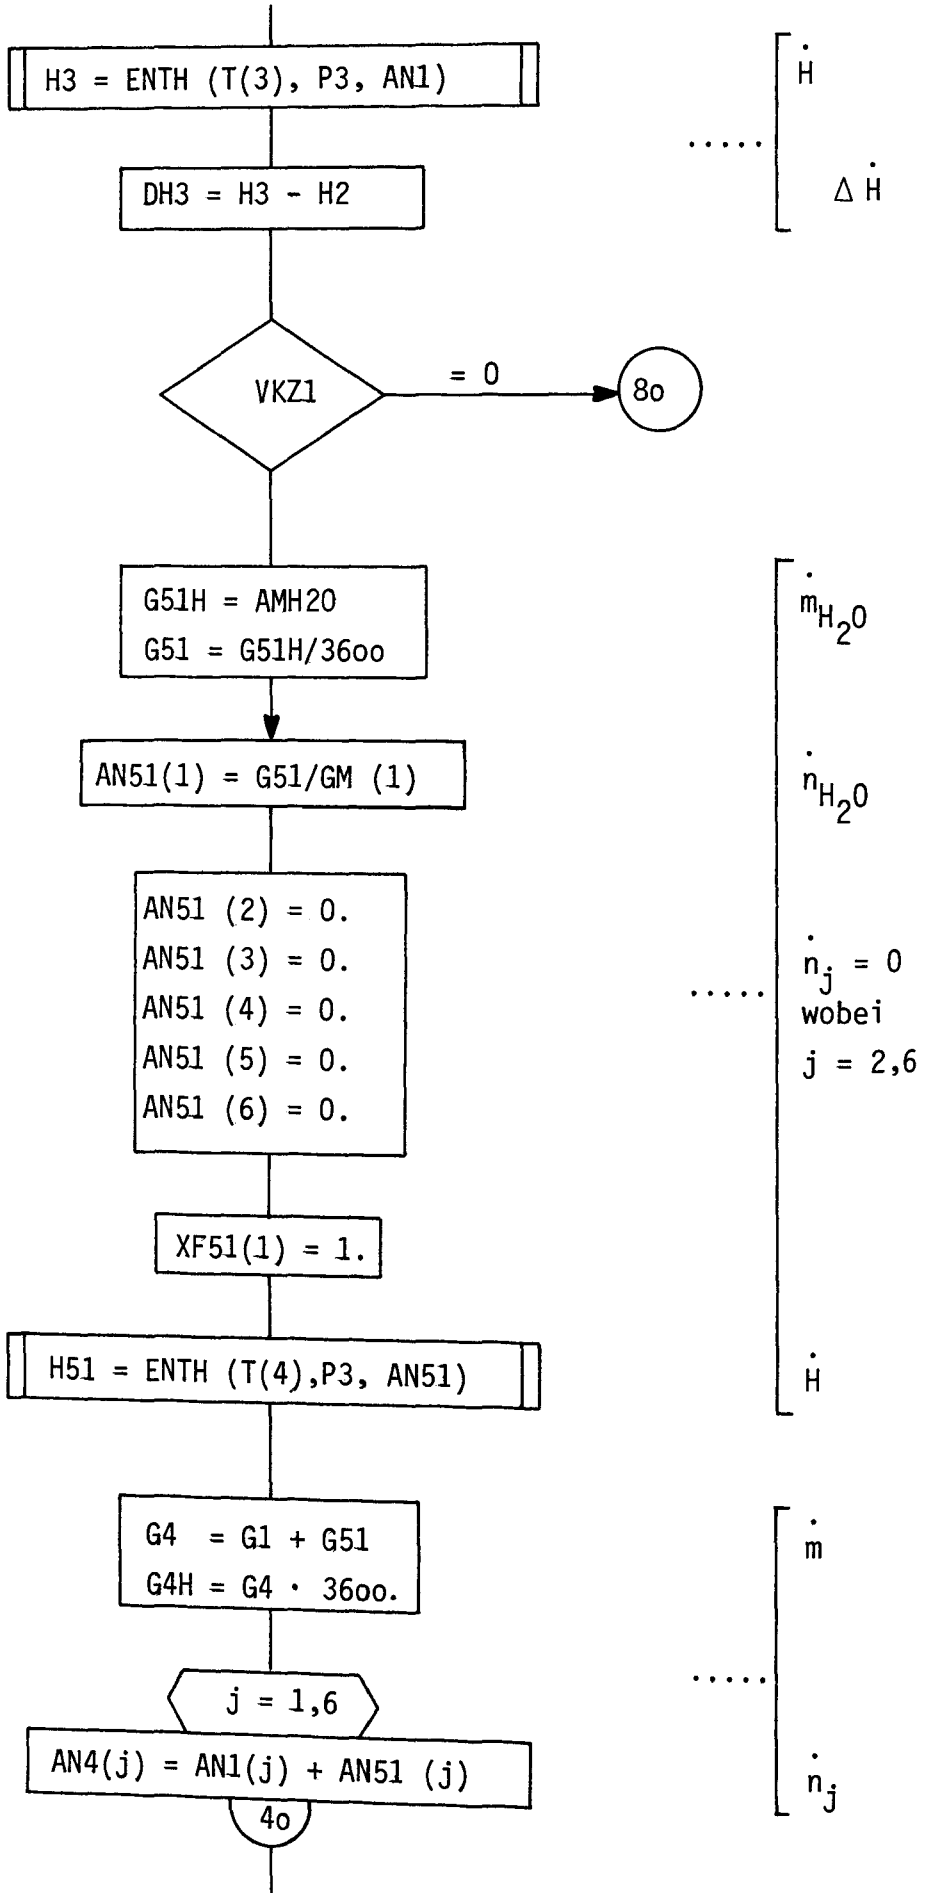 H3 = ENTH (T(3), P3, AN1)
Ḣ
.....
DH3 = H3 - H2
Δ Ḣ
VKZ1
= 0
8o
G51H = AMH2O
G51 = G51H/36oo
ṁH₂O
AN51(1) = G51/GM (1)
ṅH₂O
AN51 (2) = 0.
AN51 (3) = 0.
AN51 (4) = 0.
AN51 (5) = 0.
AN51 (6) = 0.
.....
ṅj = 0
wobei
j = 2,6
XF51(1) = 1.
H51 = ENTH (T(4),P3, AN51)
Ḣ
G4 = G1 + G51
G4H = G4 · 36oo.
ṁ
.....
j = 1,6
AN4(j) = AN1(j) + AN51 (j)
ṅj
4o